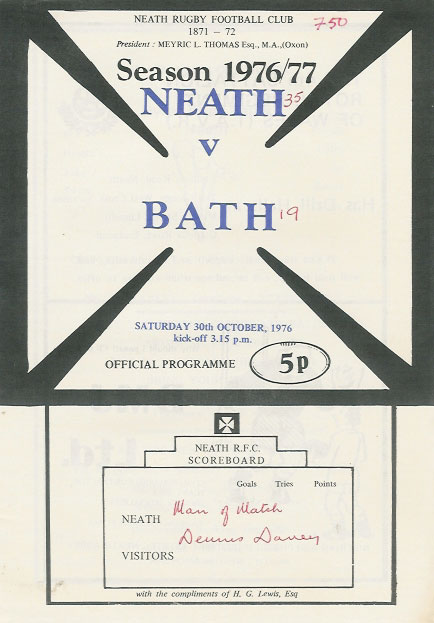 NEATH RUGBY FOOTBALL CLUB
1871 — 72
750
President : MEYRIC L. THOMAS Esq., M.A.,(Oxon)
Season 1976/77
NEATH 35
v
BATH 19
SATURDAY 30th OCTOBER, 1976
kick-off 3.15 p.m.
OFFICIAL PROGRAMME
5p
NEATH R.F.C.
SCOREBOARD
Goals Tries Points
NEATH Man of Match
Dennis Davey
VISITORS
with the compliments of H. G. Lewis, Esq